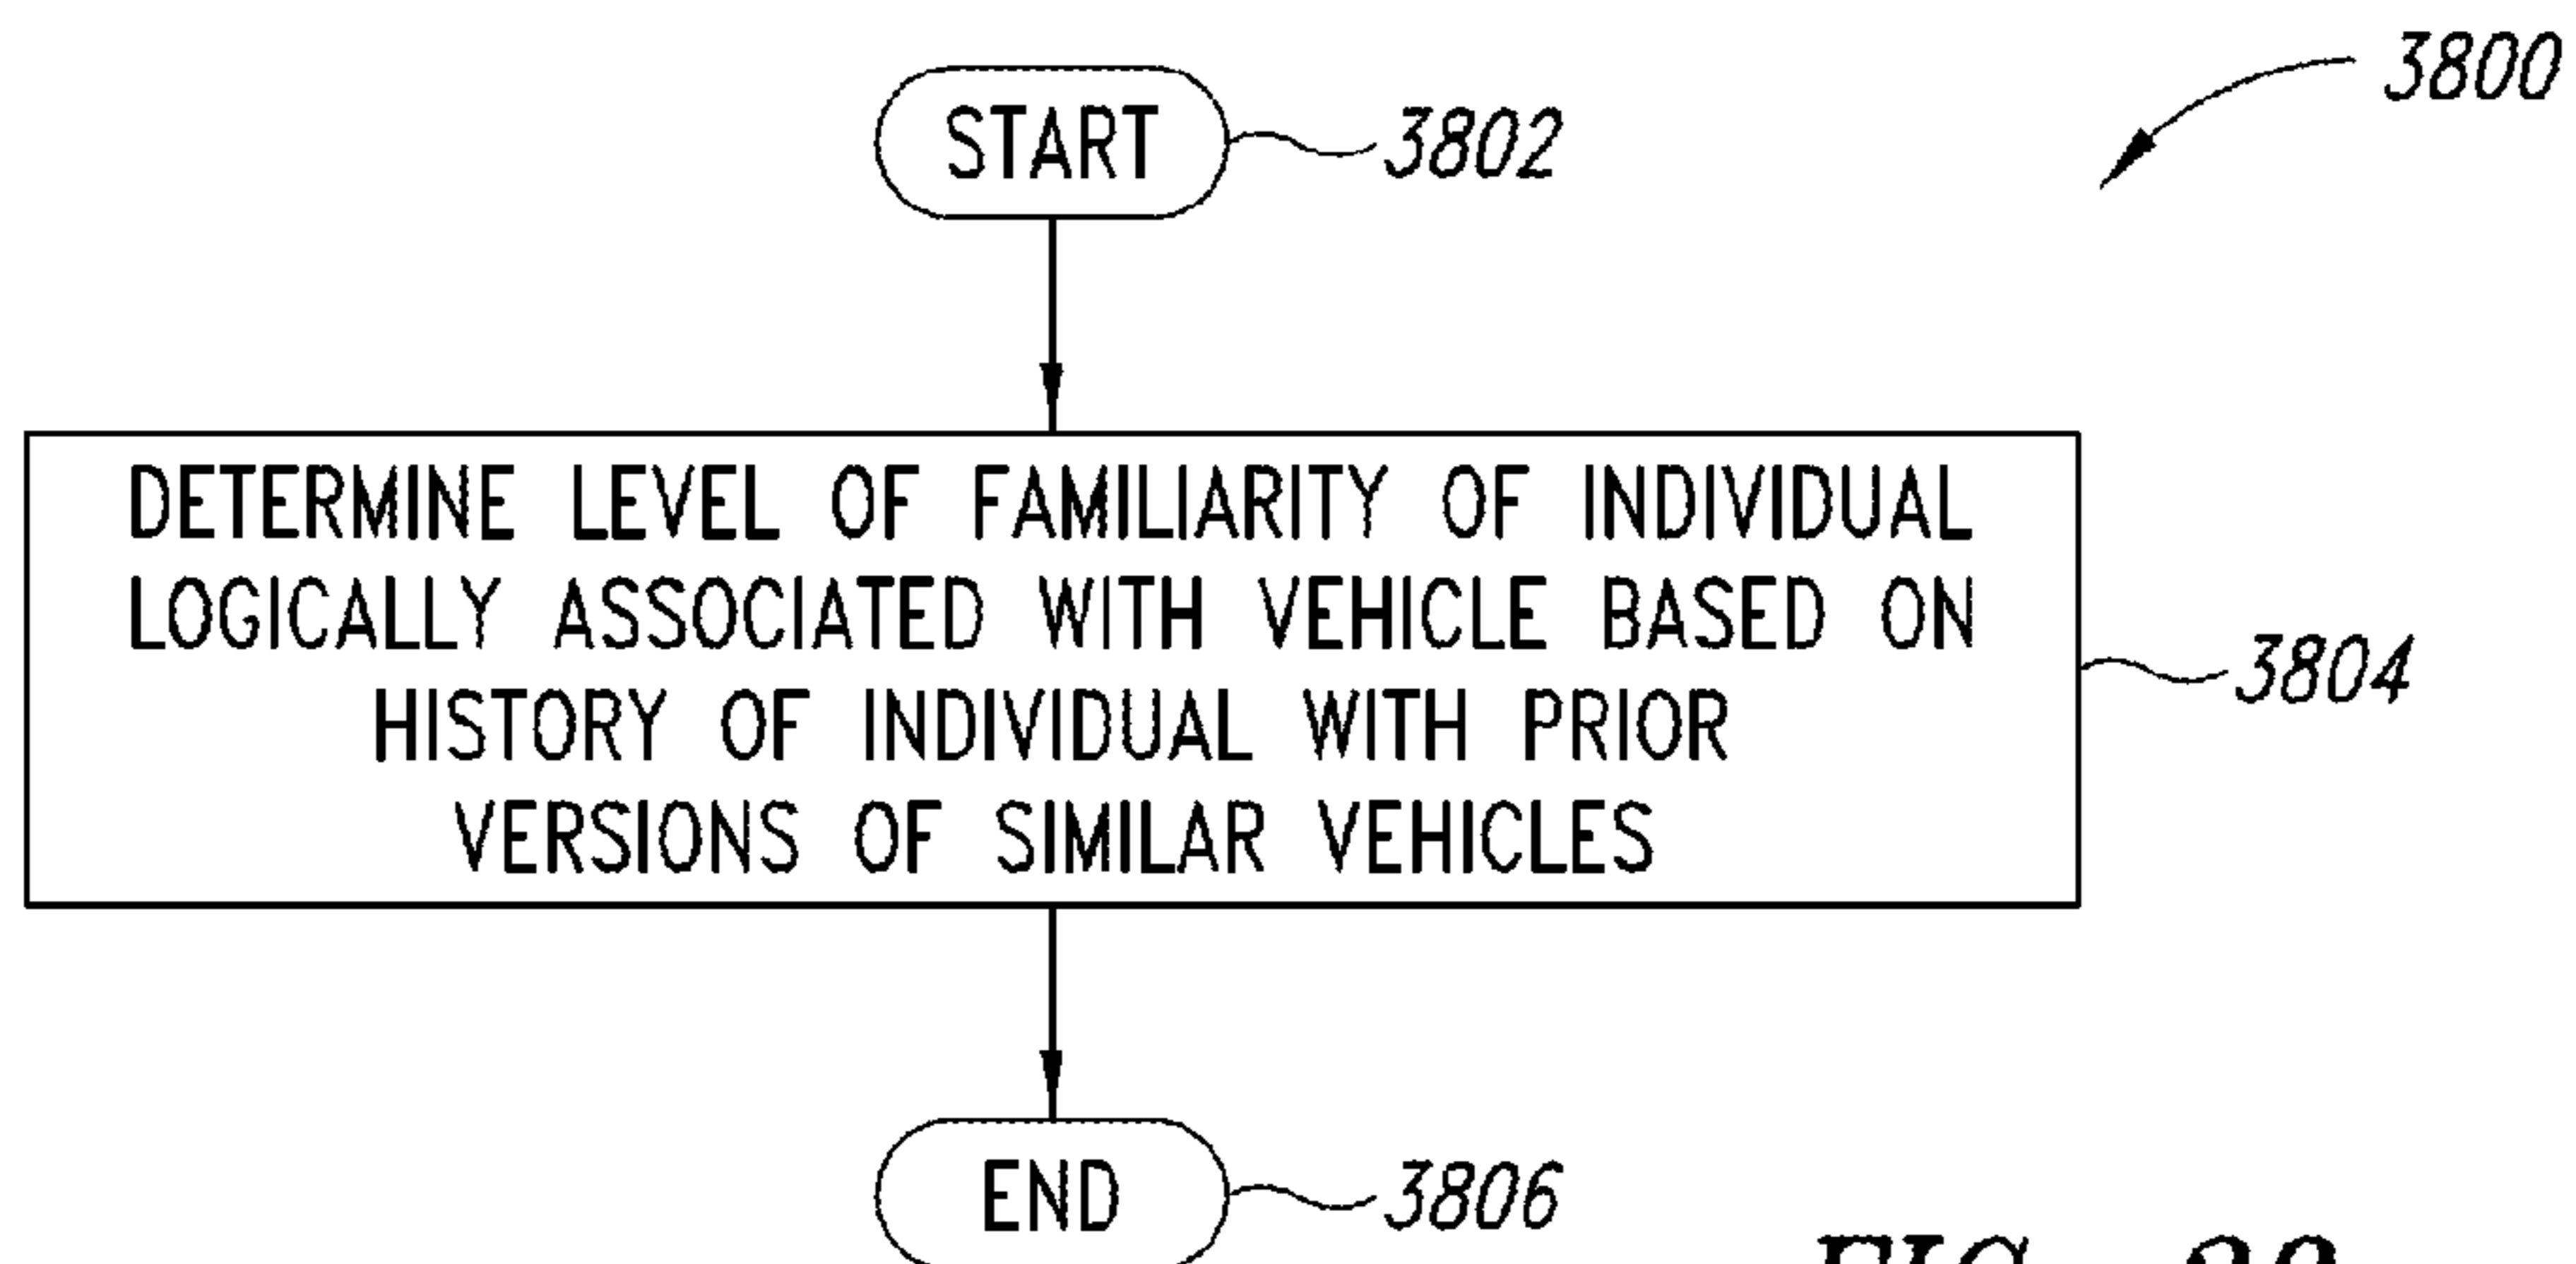 3800
START
3802
DETERMINE LEVEL OF FAMILIARITY OF INDIVIDUAL
LOGICALLY ASSOCIATED WITH VEHICLE BASED ON
HISTORY OF INDIVIDUAL WITH PRIOR
VERSIONS OF SIMILAR VEHICLES
3804
END
3806
FIG.